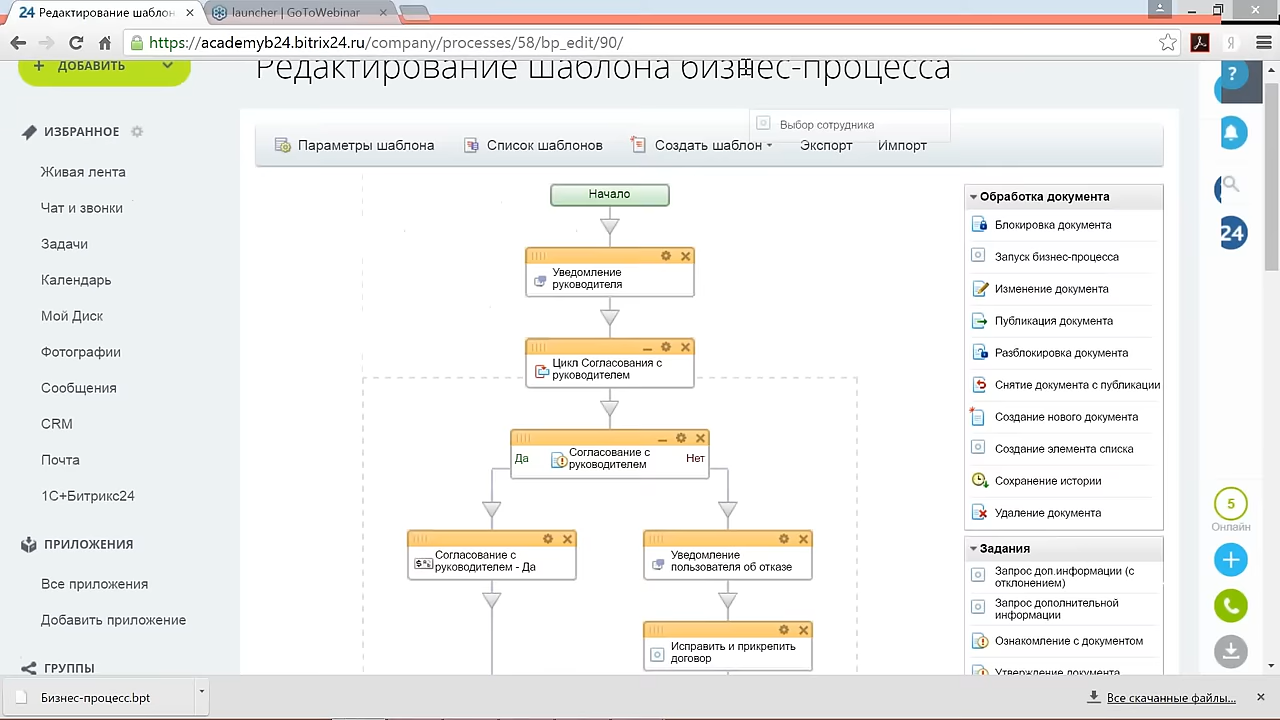 24 Редактирование шаблон
launcher | GoToWebinar
https://academyb24.bitrix24.ru/company/processes/58/bp_edit/90/
Я
+ ДОБАВИТЬ
Редактирование шаблона бизнес-процесса
?
ИЗБРАННОЕ
Выбор сотрудника
Параметры шаблона
Список шаблонов
Создать шаблон
Экспорт
Импорт
Живая лента
Чат и звонки
Задачи
Календарь
Мой Диск
Фотографии
Сообщения
CRM
Почта
1С+Битрикс24
ПРИЛОЖЕНИЯ
Все приложения
Добавить приложение
ГРУППЫ
Начало
Уведомление
руководителя
Цикл Согласования с
руководителем
Да
Согласование с
руководителем
Нет
Согласование с
руководителем - Да
Уведомление
пользователя об отказе
Исправить и прикрепить
договор
Обработка документа
Блокировка документа
Запуск бизнес-процесса
Изменение документа
Публикация документа
Разблокировка документа
Снятие документа с публикации
Создание нового документа
Создание элемента списка
Сохранение истории
Удаление документа
Задания
Запрос доп.информации (с
отклонением)
Запрос дополнительной
информации
Ознакомление с документом
Утверждение документа
24
5
Онлайн
Бизнес-процесс.bpt
Все скачанные файлы...